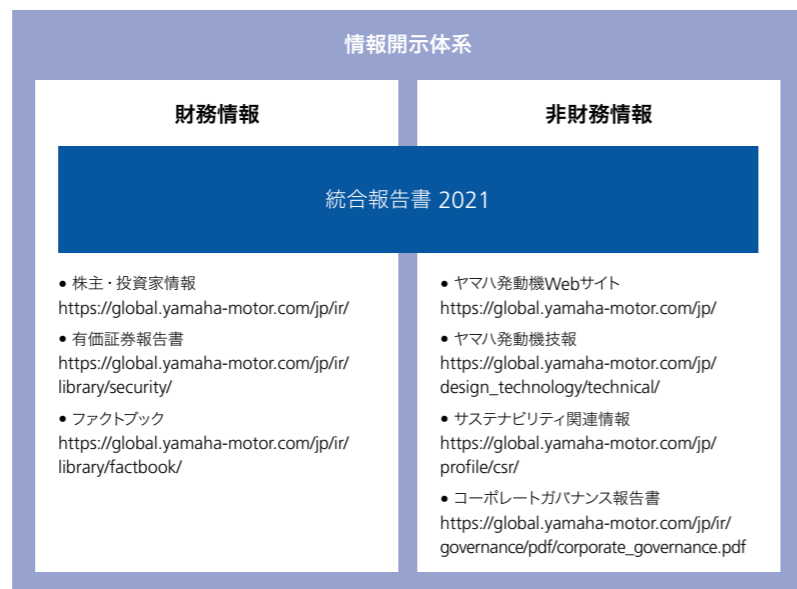 情報開示体系
財務情報
非財務情報
統合報告書 2021
● 株主・投資家情報
https://global.yamaha-motor.com/jp/ir/
● 有価証券報告書
https://global.yamaha-motor.com/jp/ir/
library/security/
● ファクトブック
https://global.yamaha-motor.com/jp/ir/
library/factbook/
● ヤマハ発動機Webサイト
https://global.yamaha-motor.com/jp/
● ヤマハ発動機技報
https://global.yamaha-motor.com/jp/
design_technology/technical/
● サステナビリティ関連情報
https://global.yamaha-motor.com/jp/
profile/csr/
● コーポレートガバナンス報告書
https://global.yamaha-motor.com/jp/ir/
governance/pdf/corporate_governance.pdf